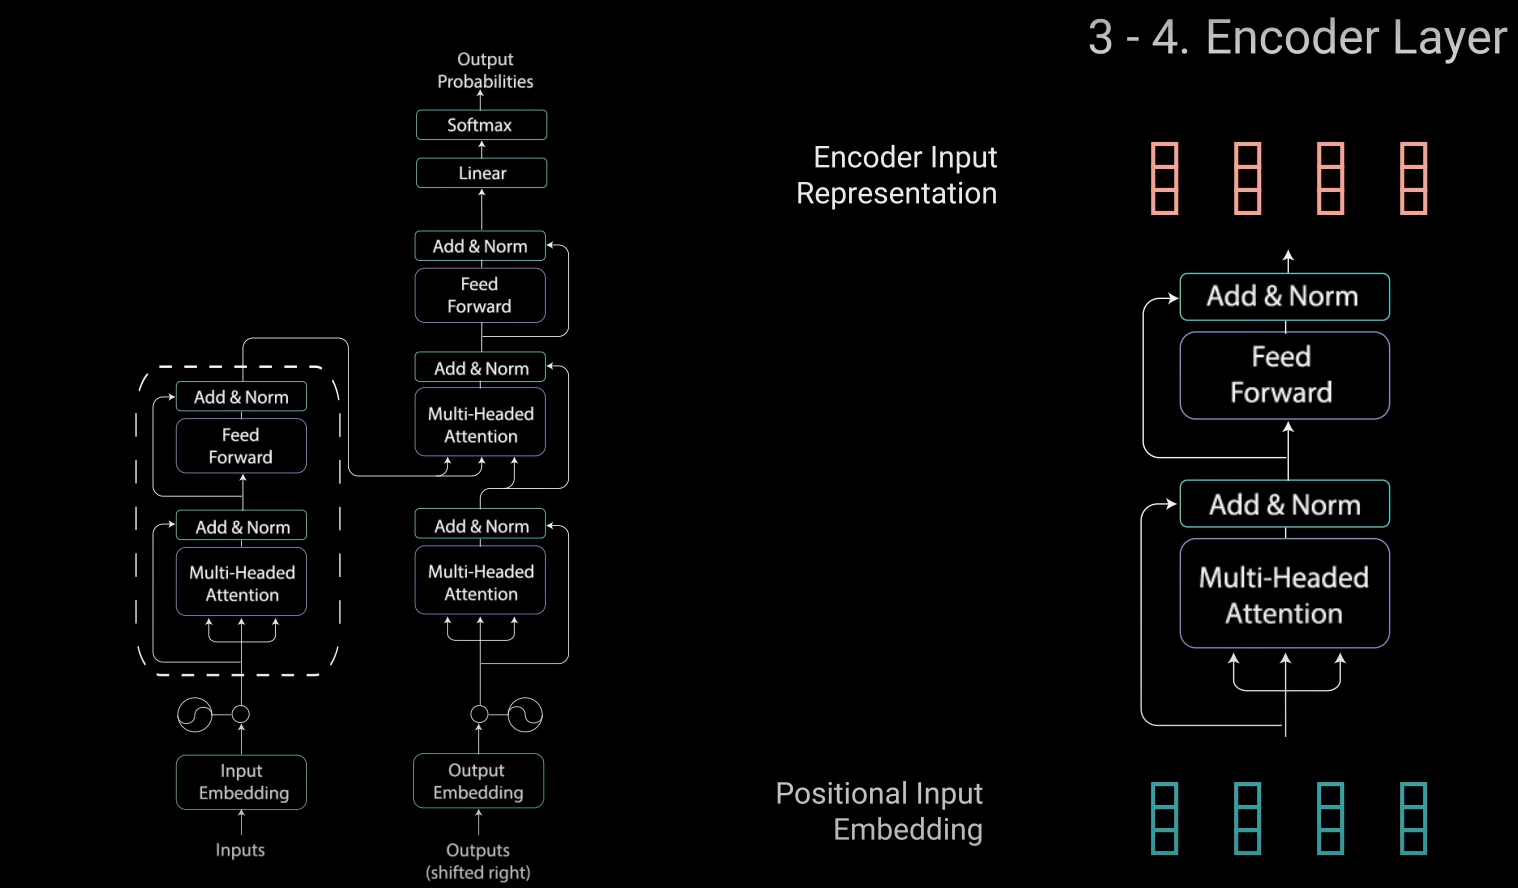 3 - 4. Encoder Layer
Output
Probabilities
Softmax
Linear
Add & Norm
Feed
Forward
Add & Norm
Multi-Headed
Attention
Add & Norm
Multi-Headed
Attention
Output
Embedding
Outputs
(shifted right)
Add & Norm
Feed
Forward
Add & Norm
Multi-Headed
Attention
Input
Embedding
Inputs
Encoder Input
Representation
Add & Norm
Feed
Forward
Add & Norm
Multi-Headed
Attention
Positional Input
Embedding